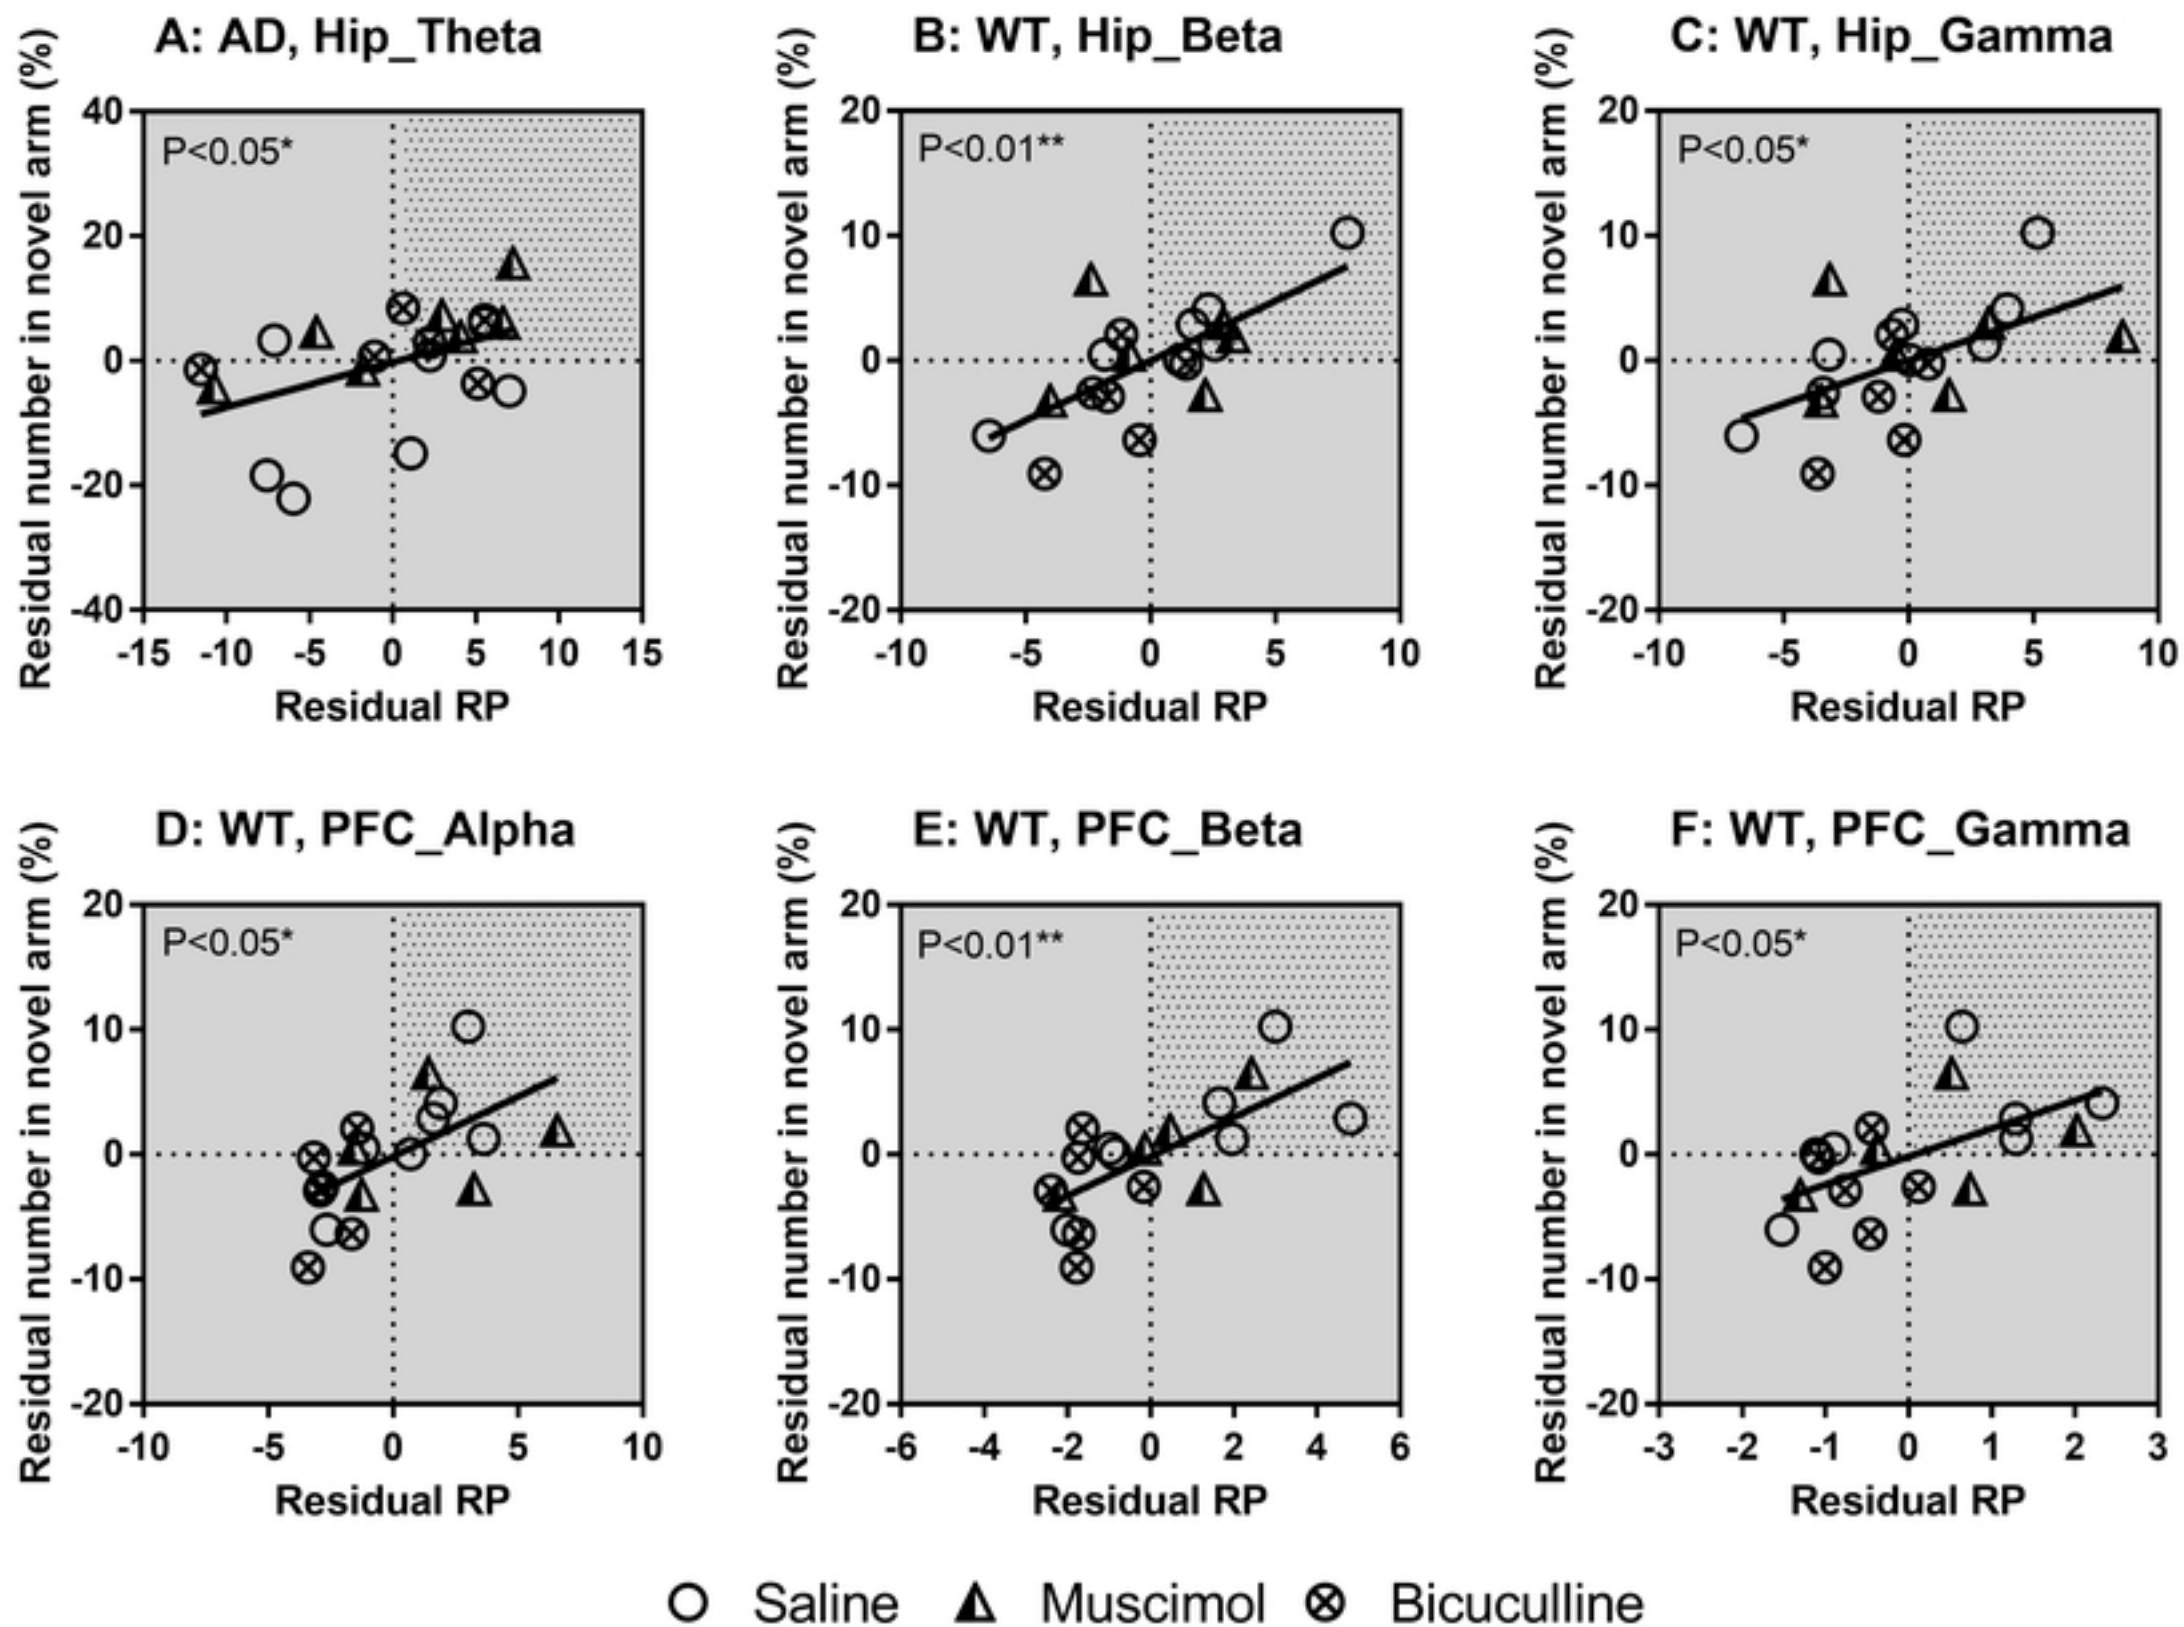 A: AD, Hip_Theta
Residual number in novel arm (%)
P<0.05*
40
20
0
-20
-40
-15 -10 -5 0 5 10 15
Residual RP
B: WT, Hip_Beta
Residual number in novel arm (%)
P<0.01**
20
10
0
-10
-20
-10 -5 0 5 10
Residual RP
C: WT, Hip_Gamma
Residual number in novel arm (%)
P<0.05*
20
10
0
-10
-20
-10 -5 0 5 10
Residual RP
D: WT, PFC_Alpha
Residual number in novel arm (%)
P<0.05*
20
10
0
-10
-20
-10 -5 0 5 10
Residual RP
E: WT, PFC_Beta
Residual number in novel arm (%)
P<0.01**
20
10
0
-10
-20
-6 -4 -2 0 2 4 6
Residual RP
F: WT, PFC_Gamma
Residual number in novel arm (%)
P<0.05*
20
10
0
-10
-20
-3 -2 -1 0 1 2 3
Residual RP
Saline Muscimol Bicuculline